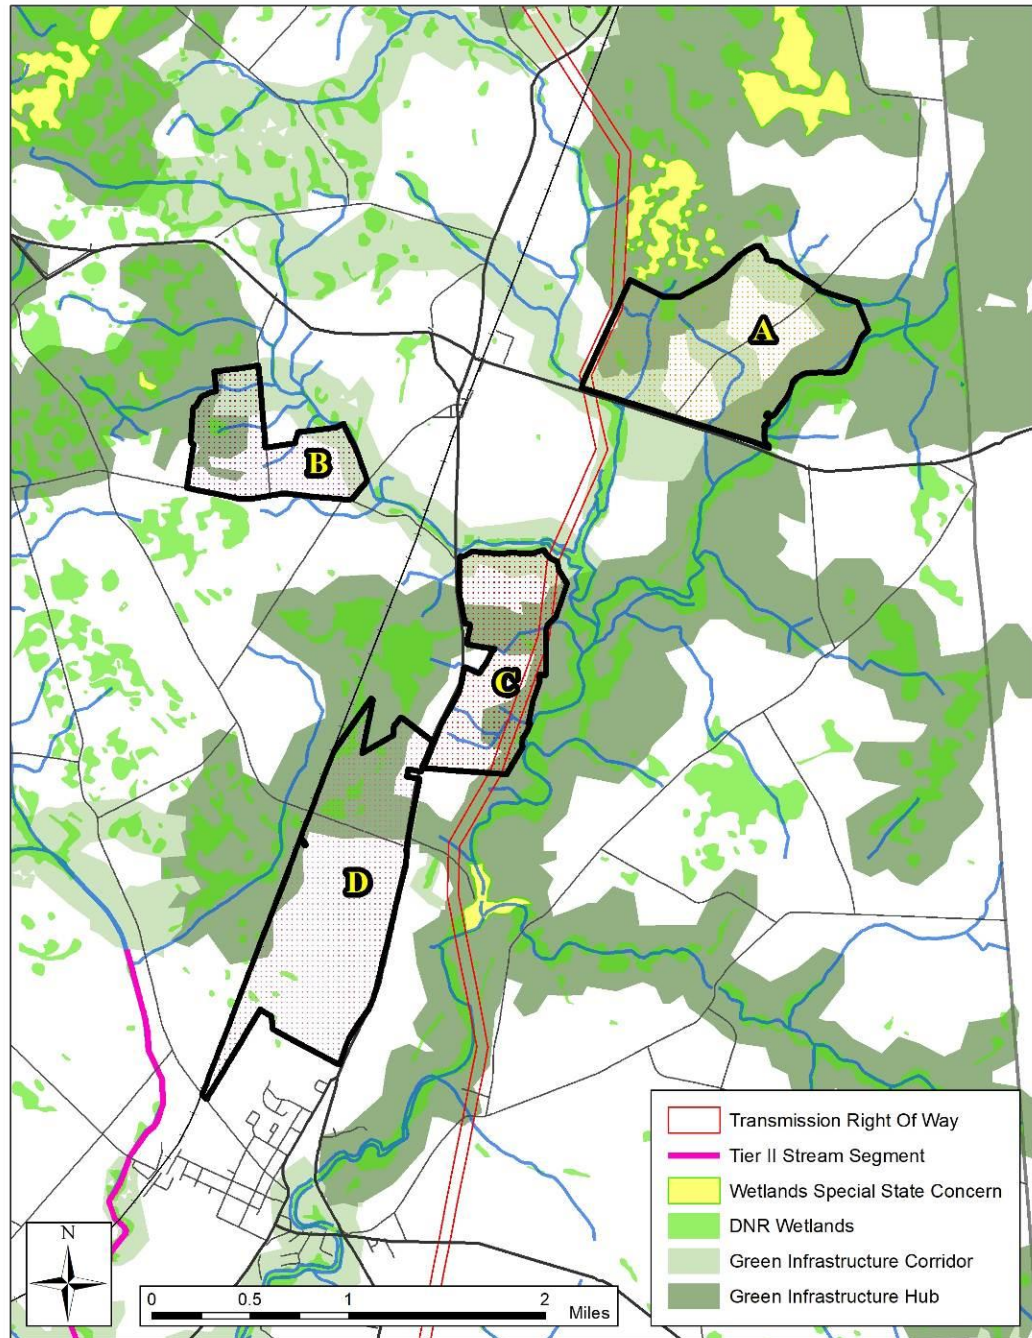 A
B
C
D
Transmission Right Of Way
Tier II Stream Segment
Wetlands Special State Concern
DNR Wetlands
Green Infrastructure Corridor
Green Infrastructure Hub
N
0 0.5 1 2
Miles